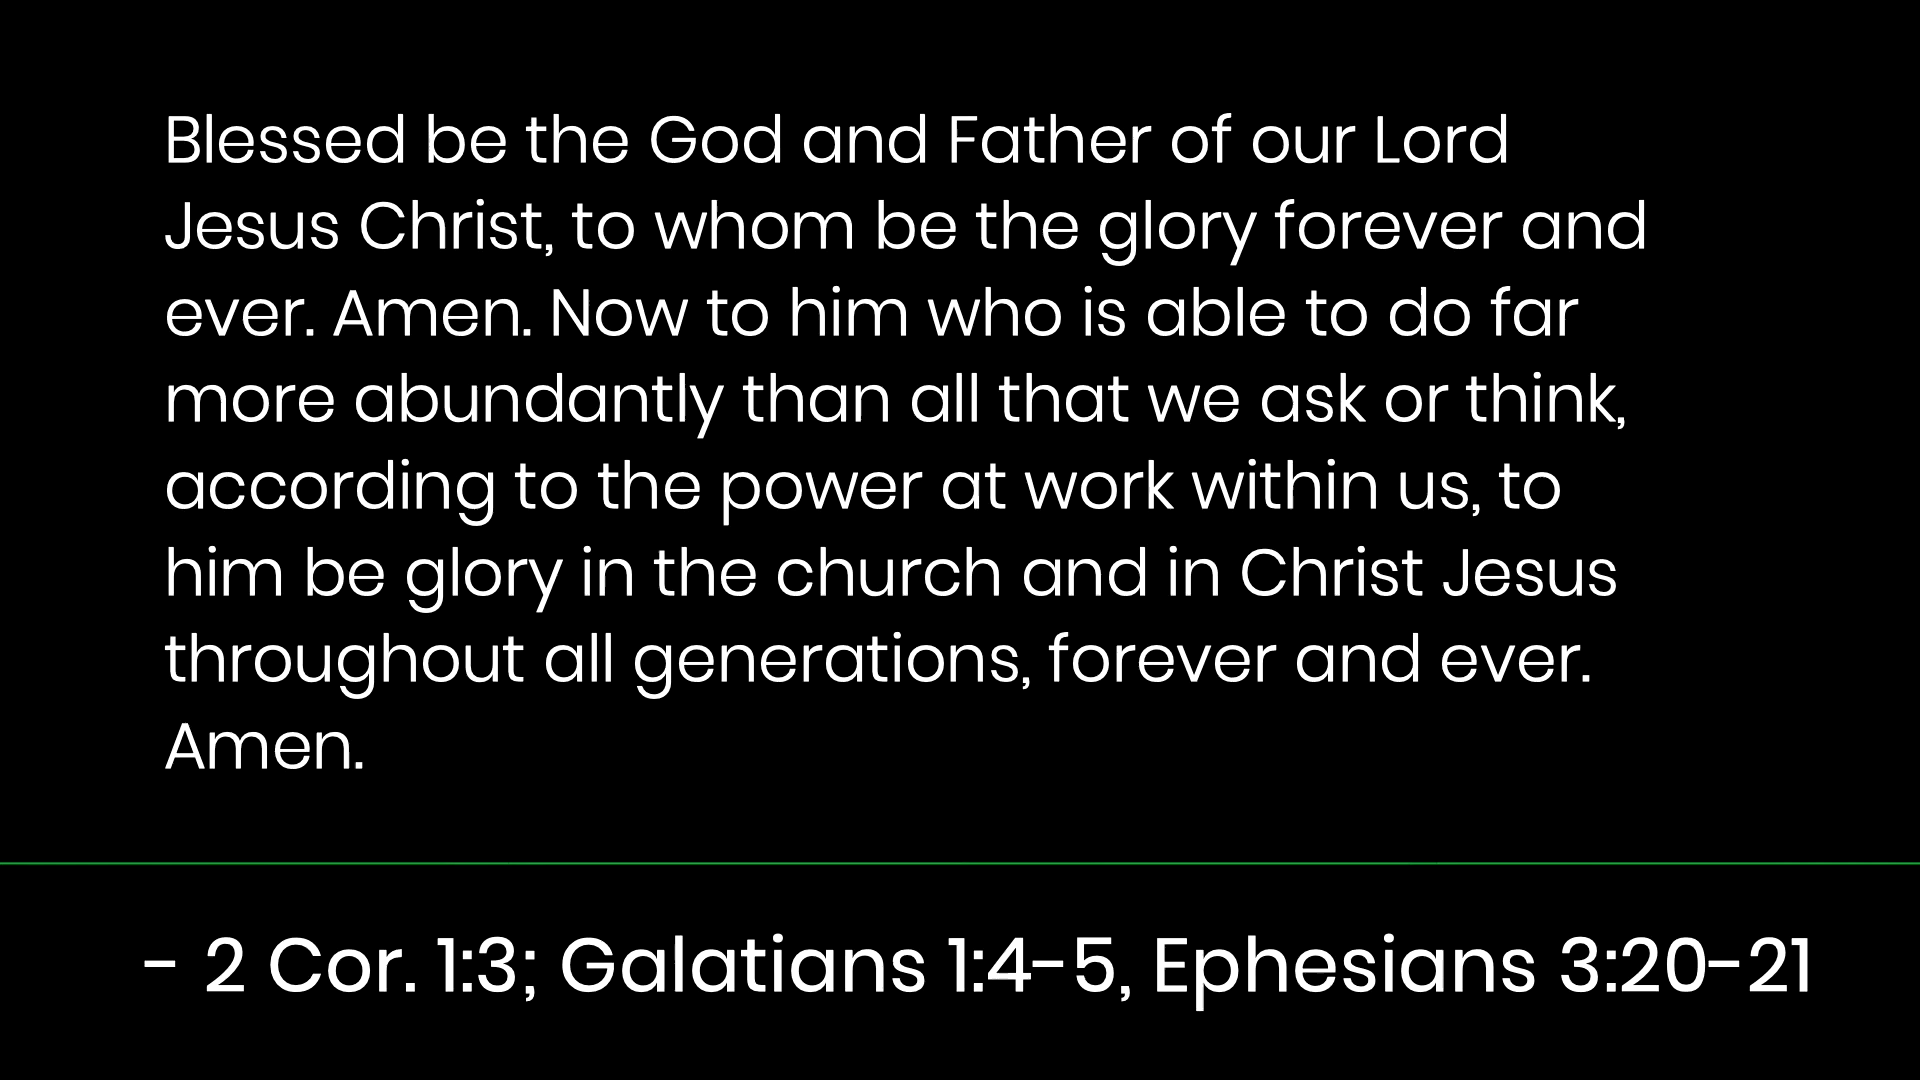 Blessed be the God and Father of our Lord
Jesus Christ, to whom be the glory forever and
ever. Amen. Now to him who is able to do far
more abundantly than all that we ask or think,
according to the power at work within us, to
him be glory in the church and in Christ Jesus
throughout all generations, forever and ever.
Amen.
- 2 Cor. 1:3; Galatians 1:4-5, Ephesians 3:20-21